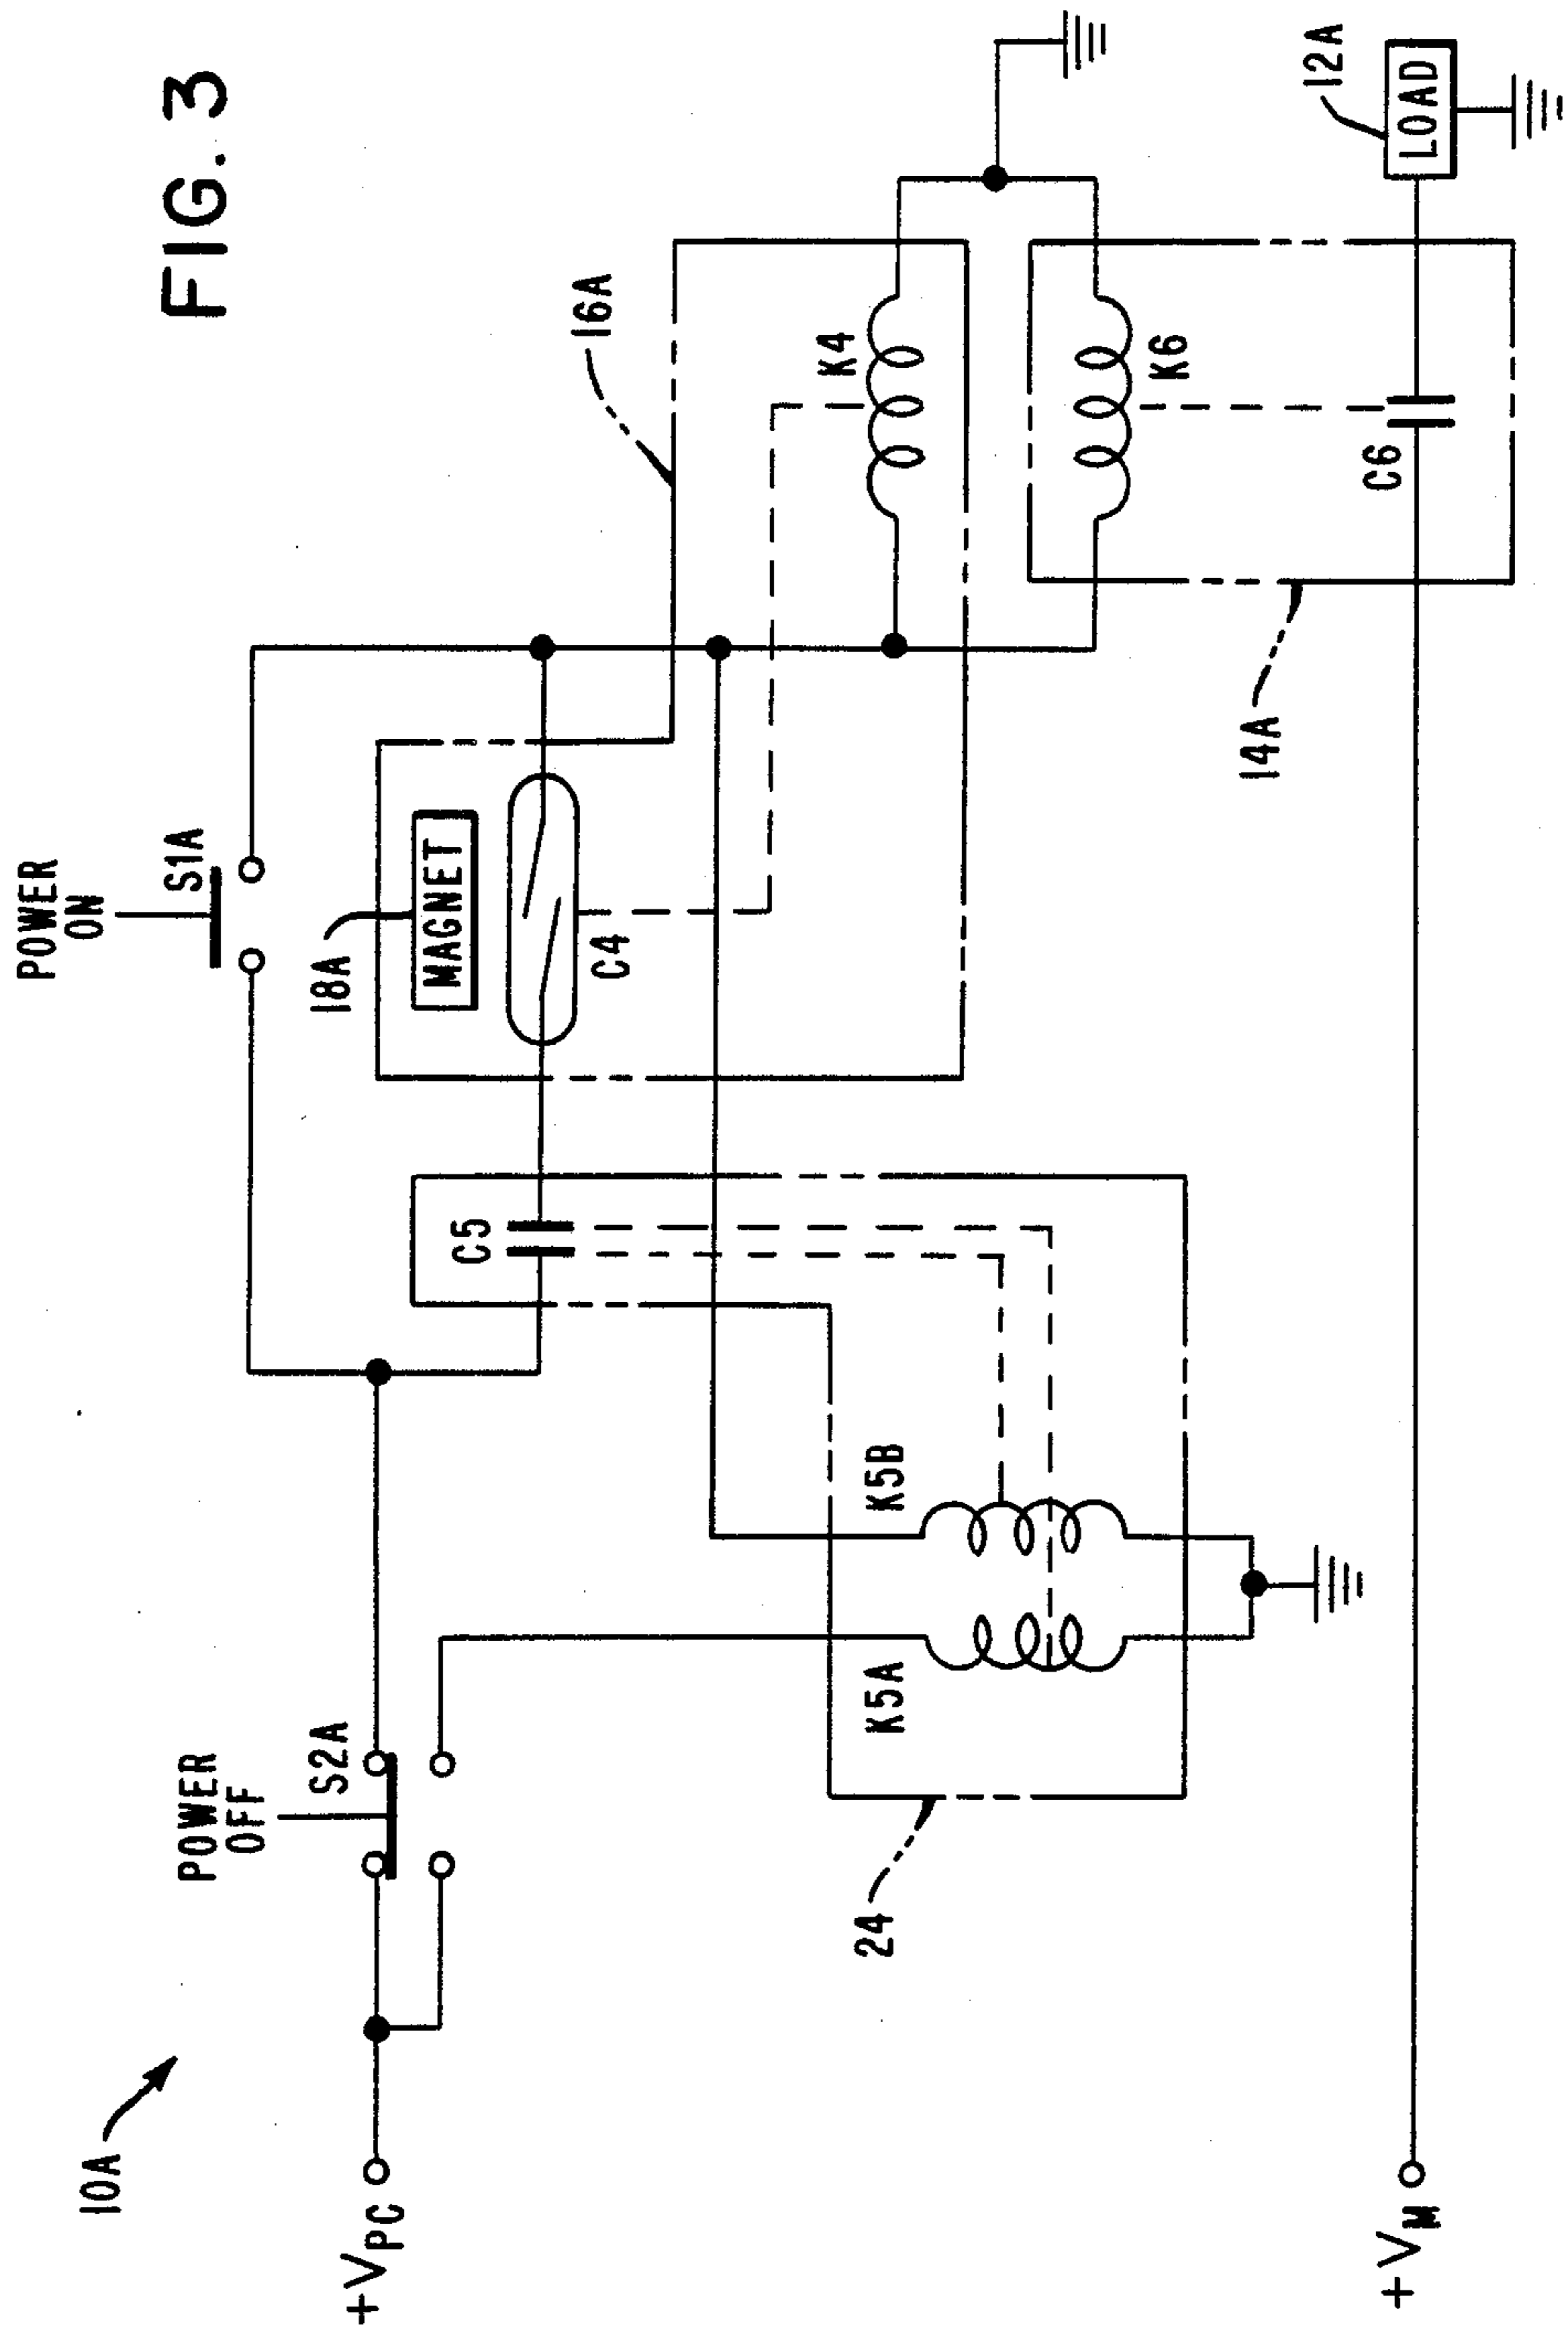 FIG. 3
10A
POWER
ON
S1A
POWER
OFF
S2A
18A
MAGNET
16A
+VPC
C5
C4
K4
K5A
K5B
24
K6
14A
C6
12A
LOAD
+VM